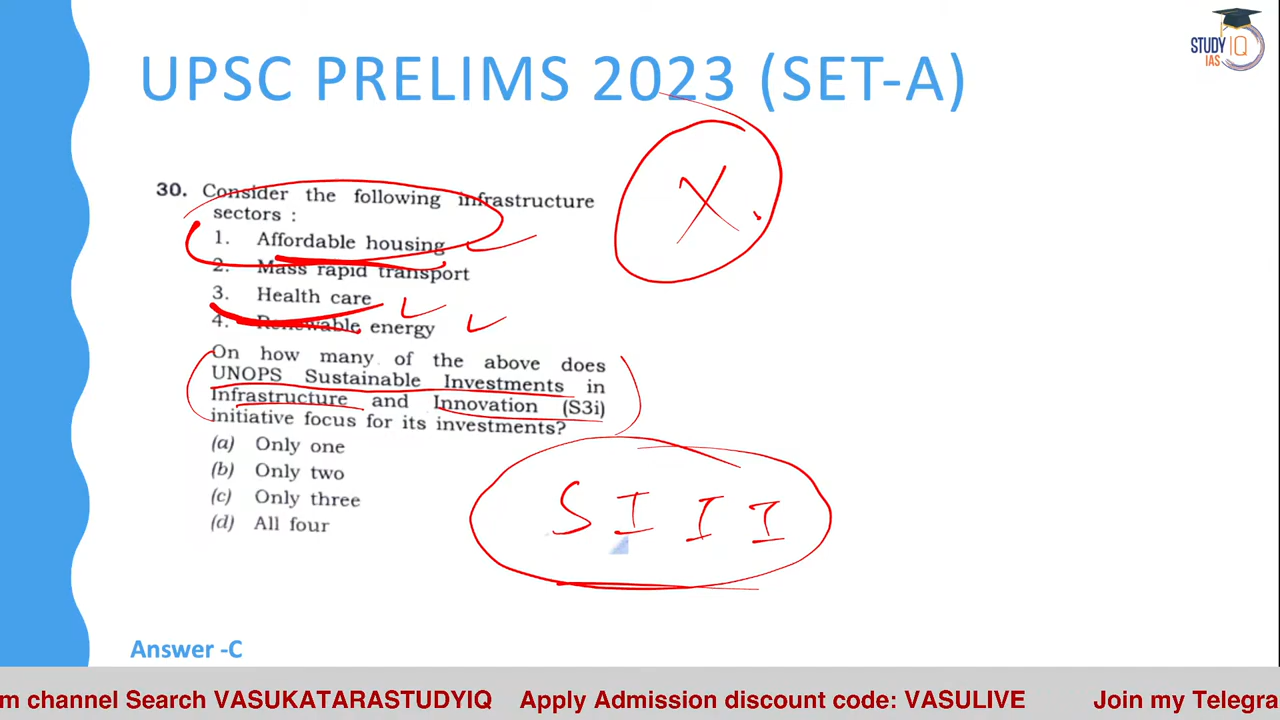 STUDY IQ
IAS
UPSC PRELIMS 2023 (SET-A)
30. Consider the following infrastructure
sectors :
1. Affordable housing
2. Mass rapid transport
3. Health care
4. Renewable energy
On how many of the above does
UNOPS Sustainable Investments in
Infrastructure and Innovation (S3i)
initiative focus for its investments?
(a) Only one
(b) Only two
(c) Only three
(d) All four
X
S I I I
Answer -C
m channel Search VASUKATARASTUDYIQ Apply Admission discount code: VASULIVE Join my Telegra